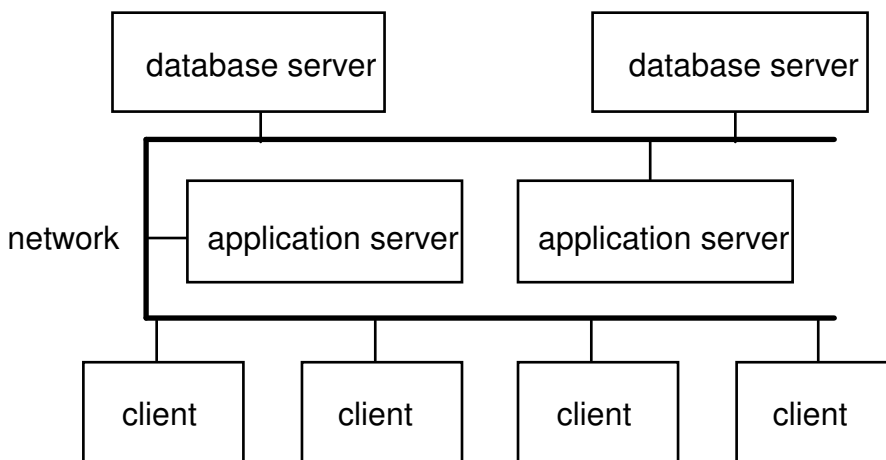 database server
database server
network
application server
application server
client
client
client
client